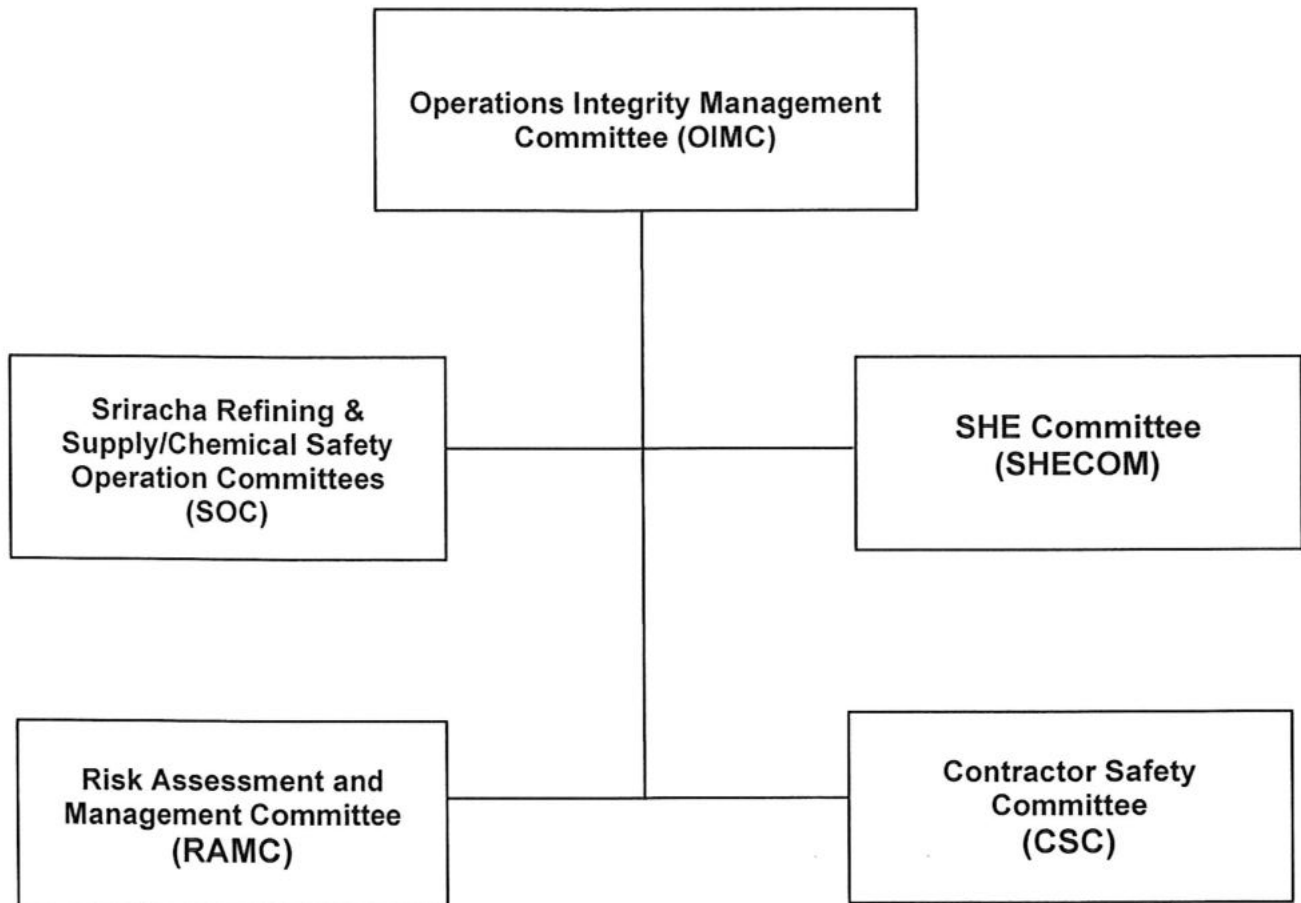 Operations Integrity Management
Committee (OIMC)
Sriracha Refining &
Supply/Chemical Safety
Operation Committees
(SOC)
SHE Committee
(SHECOM)
Risk Assessment and
Management Committee
(RAMC)
Contractor Safety
Committee
(CSC)